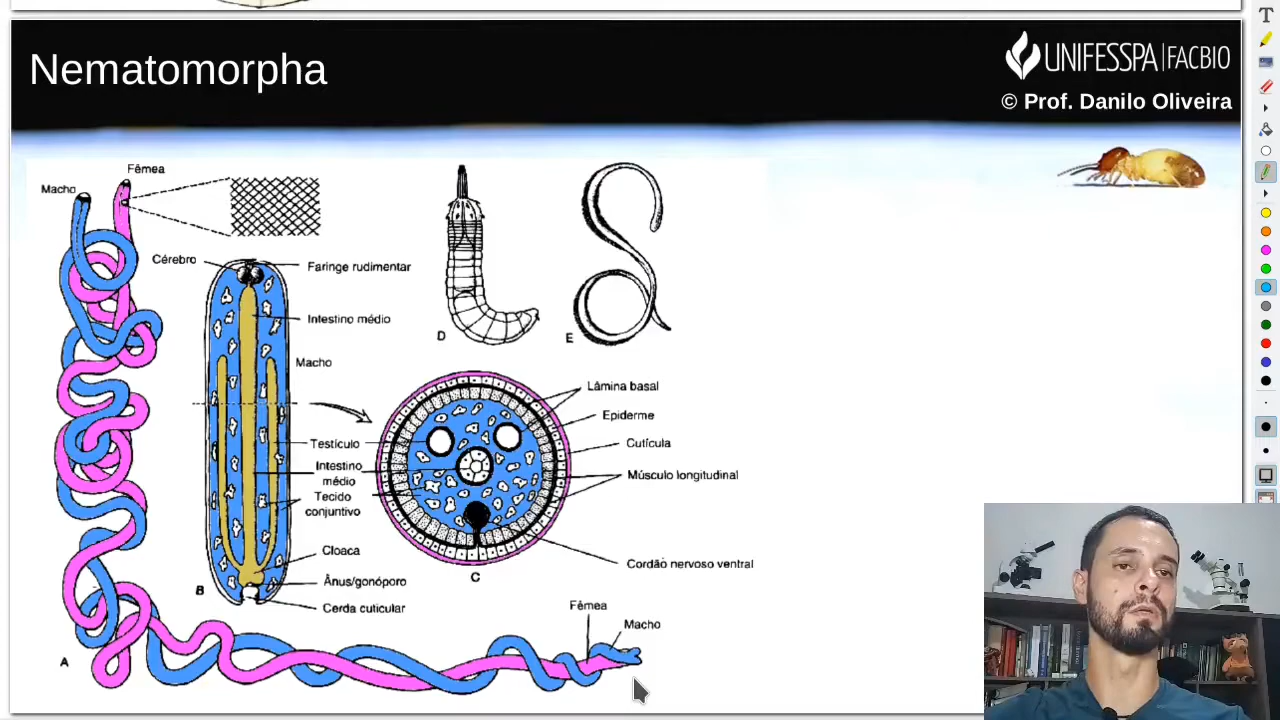 Nematomorpha
UNIFESSPA|FACBIO
© Prof. Danilo Oliveira
Fêmea
Macho
Cérebro
Faringe rudimentar
Intestino médio
Macho
D
E
Lâmina basal
Epiderme
Cutícula
Testículo
Intestino
médio
Músculo longitudinal
Tecido
conjuntivo
Cloaca
Cordão nervoso ventral
C
Ânus/gonóporo
B
Cerda cuticular
Fêmea
Macho
A
T